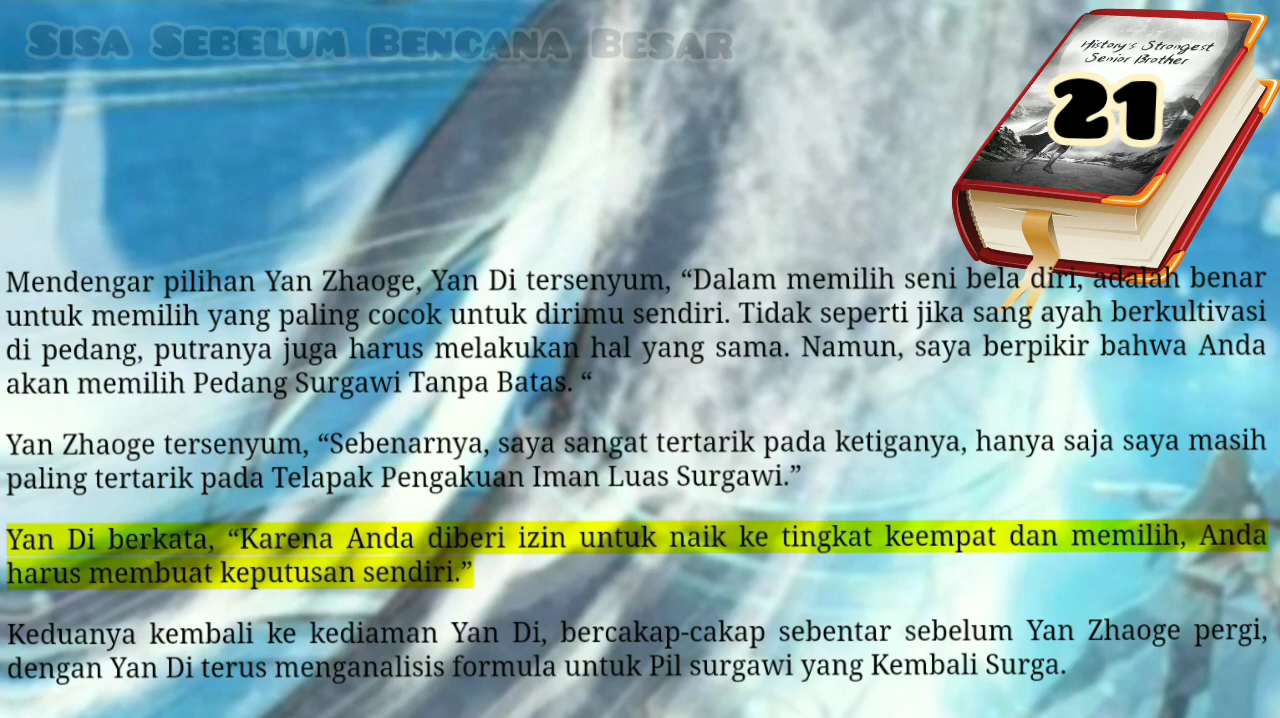 Sisa Sebelum Bencana Besar
History's Strongest
Senior Brother
21
Mendengar pilihan Yan Zhaoge, Yan Di tersenyum, “Dalam memilih seni bela diri, adalah benar
untuk memilih yang paling cocok untuk dirimu sendiri. Tidak seperti jika sang ayah berkultivasi
di pedang, putranya juga harus melakukan hal yang sama. Namun, saya berpikir bahwa Anda
akan memilih Pedang Surgawi Tanpa Batas. “
Yan Zhaoge tersenyum, “Sebenarnya, saya sangat tertarik pada ketiganya, hanya saja saya masih
paling tertarik pada Telapak Pengakuan Iman Luas Surgawi.”
Yan Di berkata, “Karena Anda diberi izin untuk naik ke tingkat keempat dan memilih, Anda
harus membuat keputusan sendiri.”
Keduanya kembali ke kediaman Yan Di, bercakap-cakap sebentar sebelum Yan Zhaoge pergi,
dengan Yan Di terus menganalisis formula untuk Pil surgawi yang Kembali Surga.